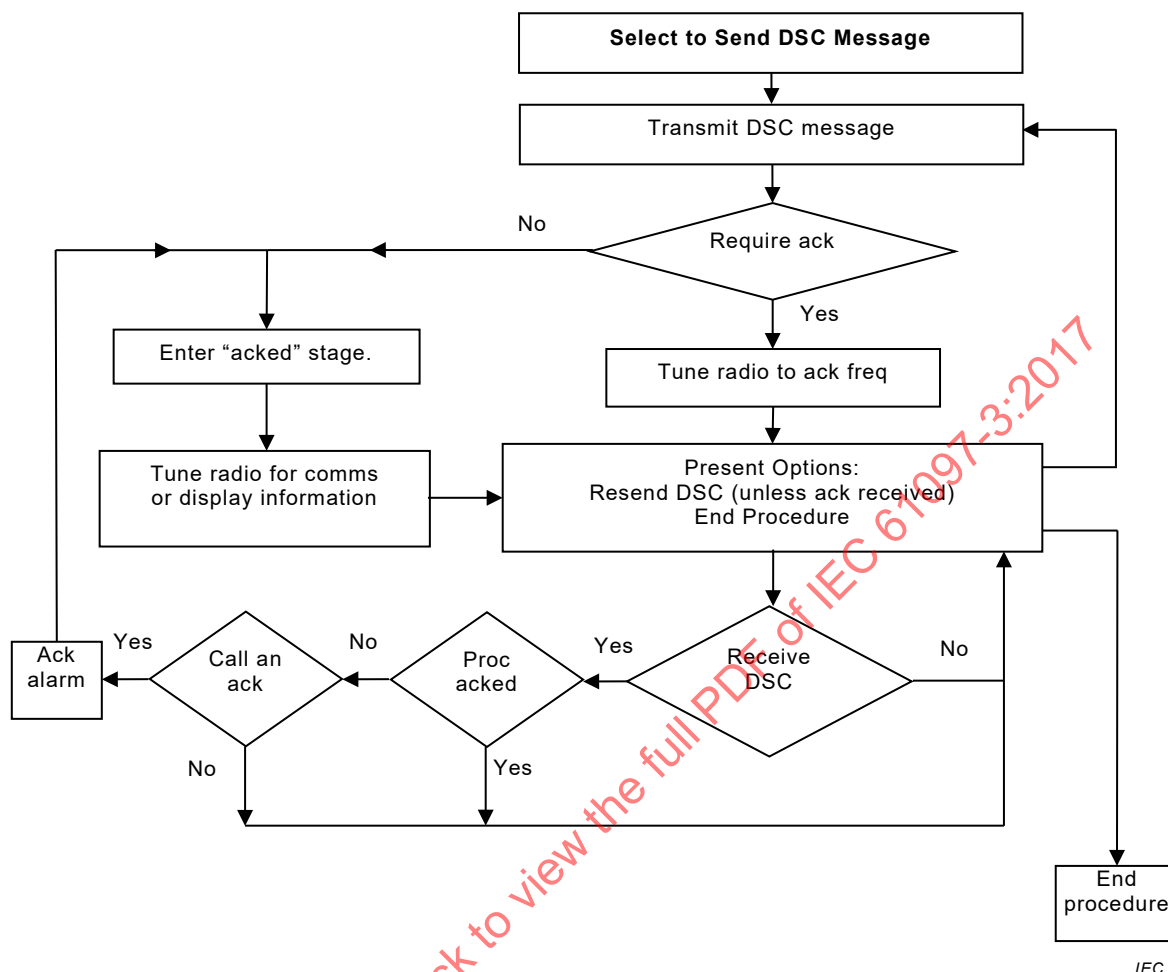 Select to Send DSC Message
Transmit DSC message
No
Require ack
Yes
Enter “acked” stage.
Tune radio to ack freq
Tune radio for comms
or display information
Present Options:
Resend DSC (unless ack received)
End Procedure
Yes
Ack
alarm
Call an
ack
No
Proc
acked
Yes
Receive
DSC
No
No
Yes
End
procedure
IEC
ck to view the full PDF of IEC 61097-3:2017